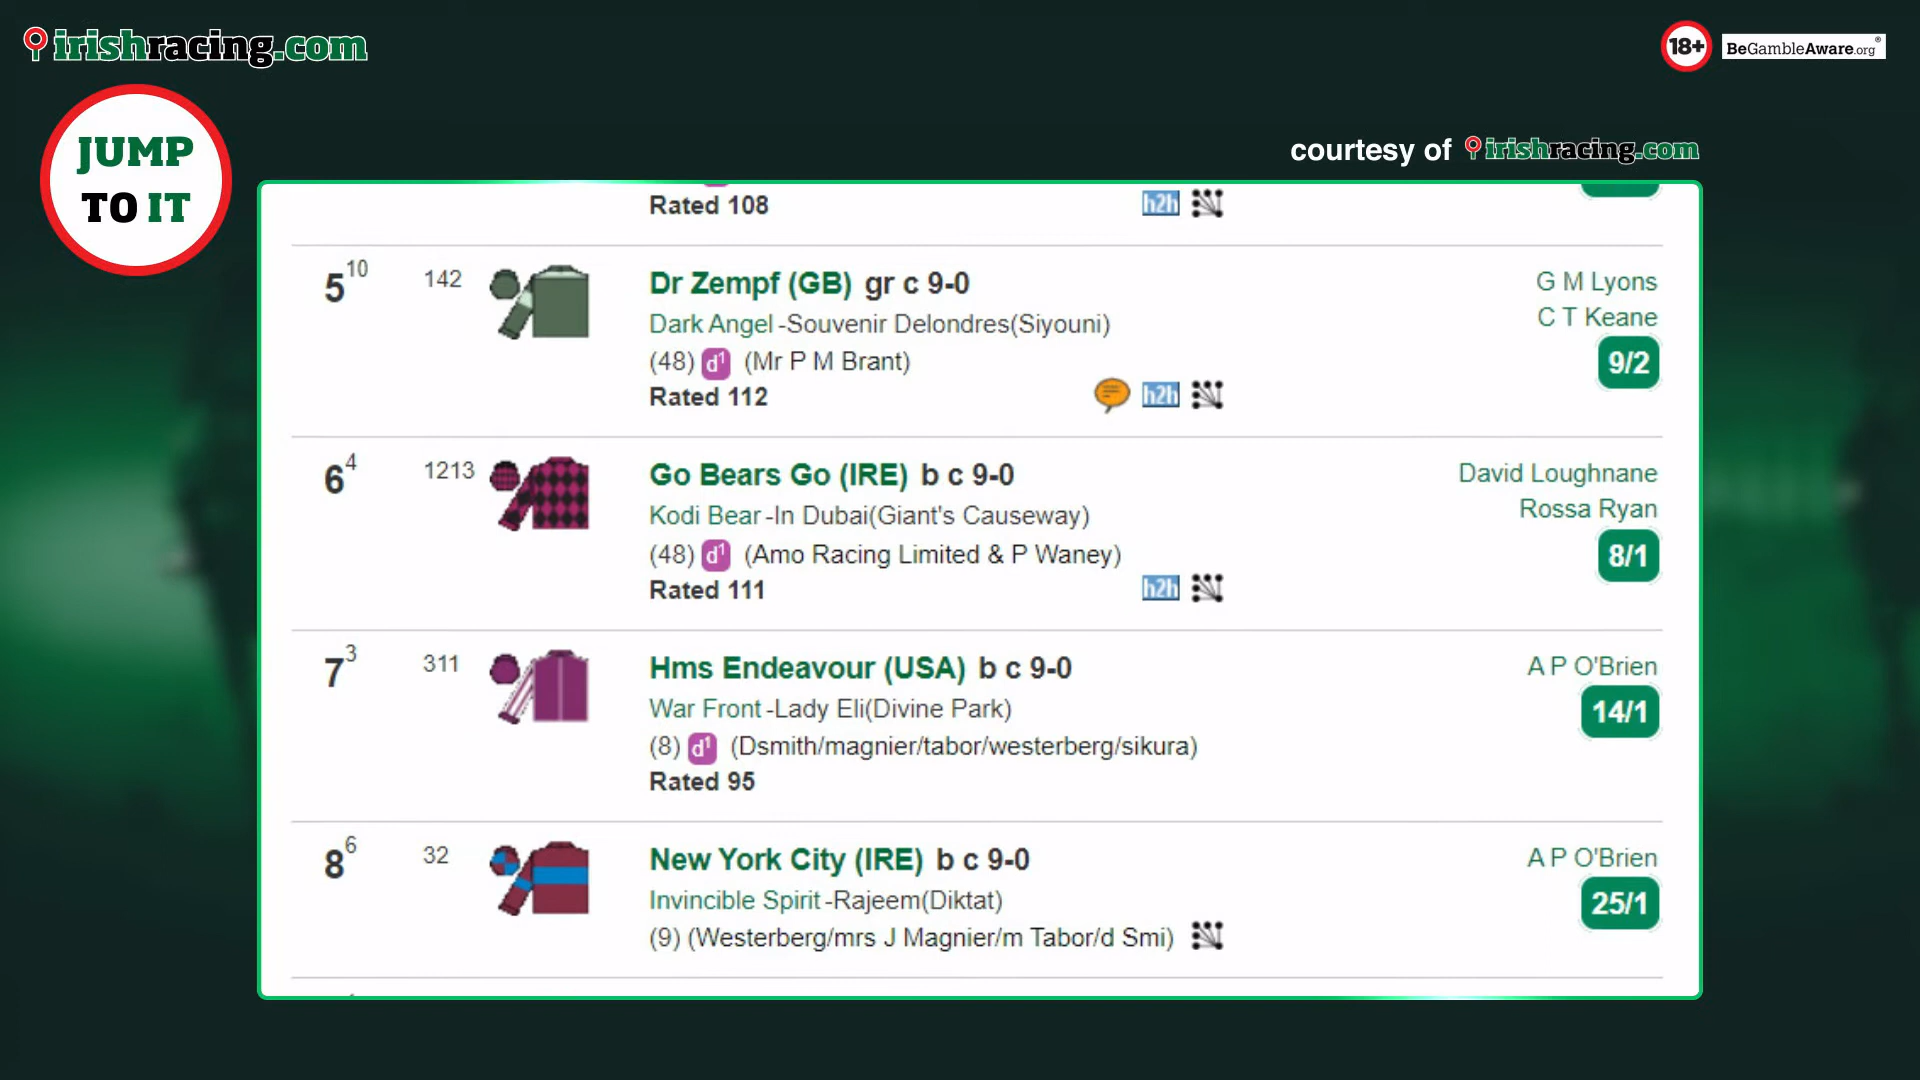 irishracing.com
18+
BeGambleAware.org®
JUMP
TO IT
courtesy of irishracing.com
Rated 108
h2h
5 10
142
Dr Zempf (GB) gr c 9-0
G M Lyons
Dark Angel -Souvenir Delondres(Siyouni)
C T Keane
(48) d1 (Mr P M Brant)
9/2
Rated 112
h2h
6 4
1213
Go Bears Go (IRE) b c 9-0
David Loughnane
Kodi Bear -In Dubai(Giant's Causeway)
Rossa Ryan
(48) d1 (Amo Racing Limited & P Waney)
8/1
Rated 111
h2h
7 3
311
Hms Endeavour (USA) b c 9-0
A P O'Brien
War Front -Lady Eli(Divine Park)
14/1
(8) d1 (Dsmith/magnier/tabor/westerberg/sikura)
Rated 95
8 6
32
New York City (IRE) b c 9-0
A P O'Brien
Invincible Spirit -Rajeem(Diktat)
25/1
(9) (Westerberg/mrs J Magnier/m Tabor/d Smi)